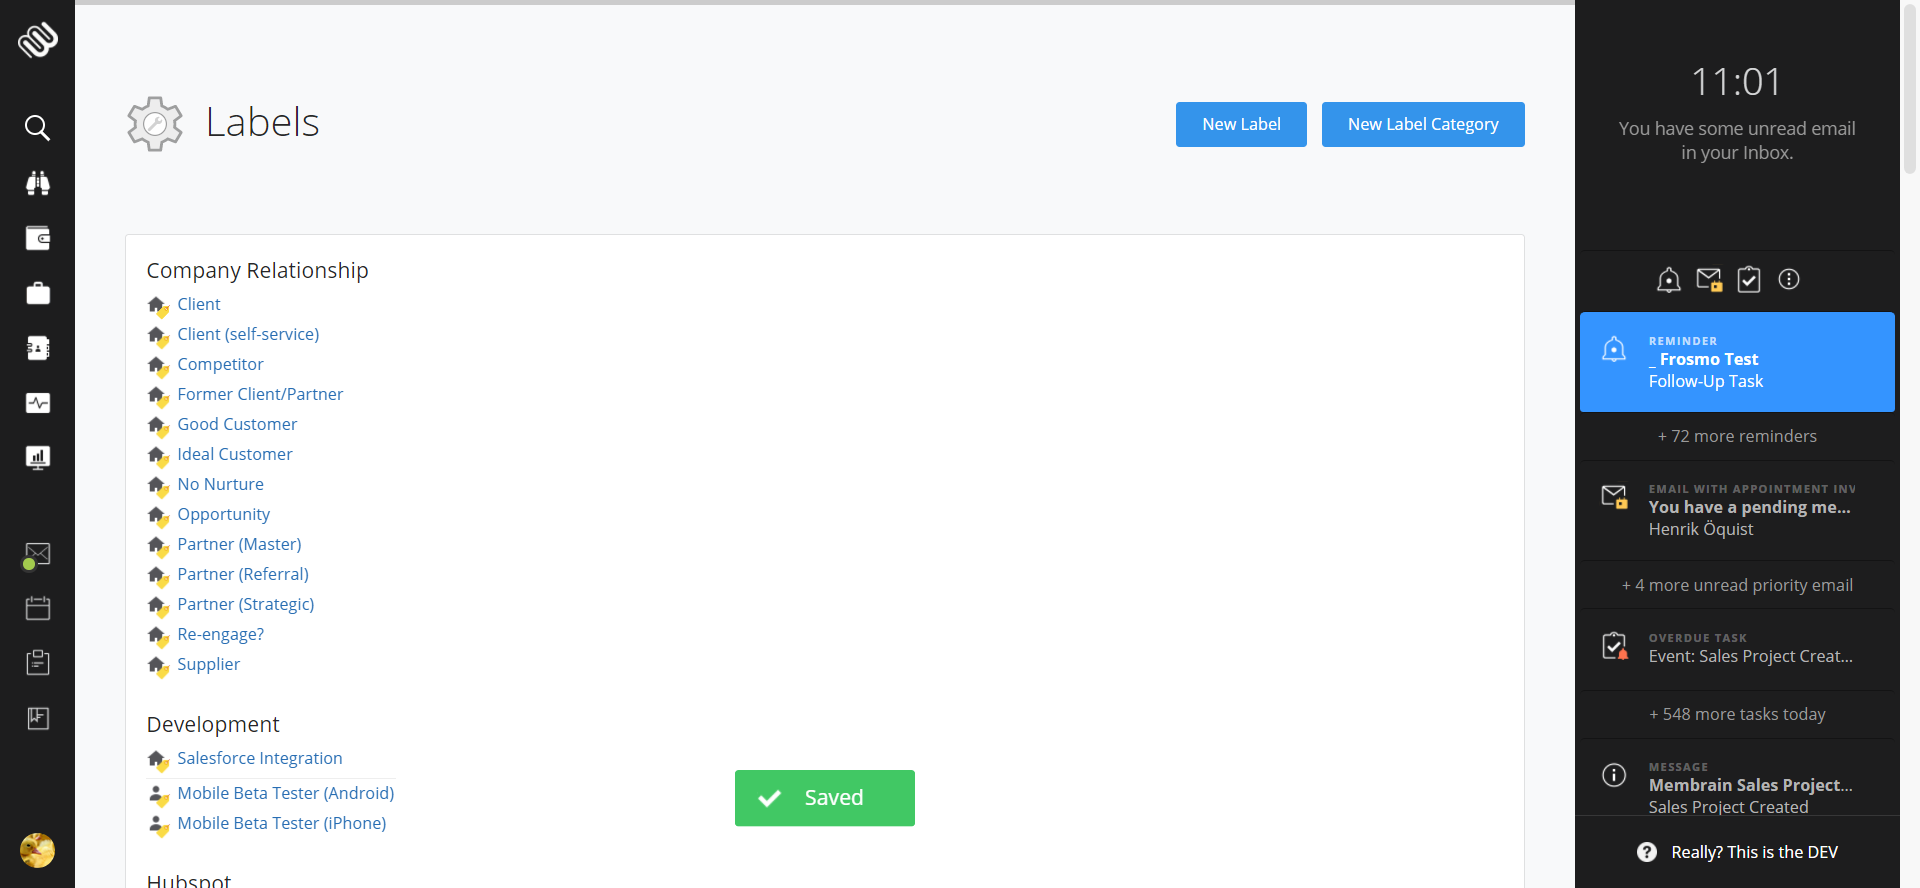 Labels
New Label
New Label Category
Company Relationship
Client
Client (self-service)
Competitor
Former Client/Partner
Good Customer
Ideal Customer
No Nurture
Opportunity
Partner (Master)
Partner (Referral)
Partner (Strategic)
Re-engage?
Supplier
Development
Salesforce Integration
Mobile Beta Tester (Android)
Mobile Beta Tester (iPhone)
Hubspot
Saved
11:01
You have some unread email
in your Inbox.
REMINDER
_ Frosmo Test
Follow-Up Task
+ 72 more reminders
EMAIL WITH APPOINTMENT INV
You have a pending me...
Henrik Öquist
+ 4 more unread priority email
OVERDUE TASK
Event: Sales Project Creat...
+ 548 more tasks today
MESSAGE
Membrain Sales Project...
Sales Project Created
Really? This is the DEV